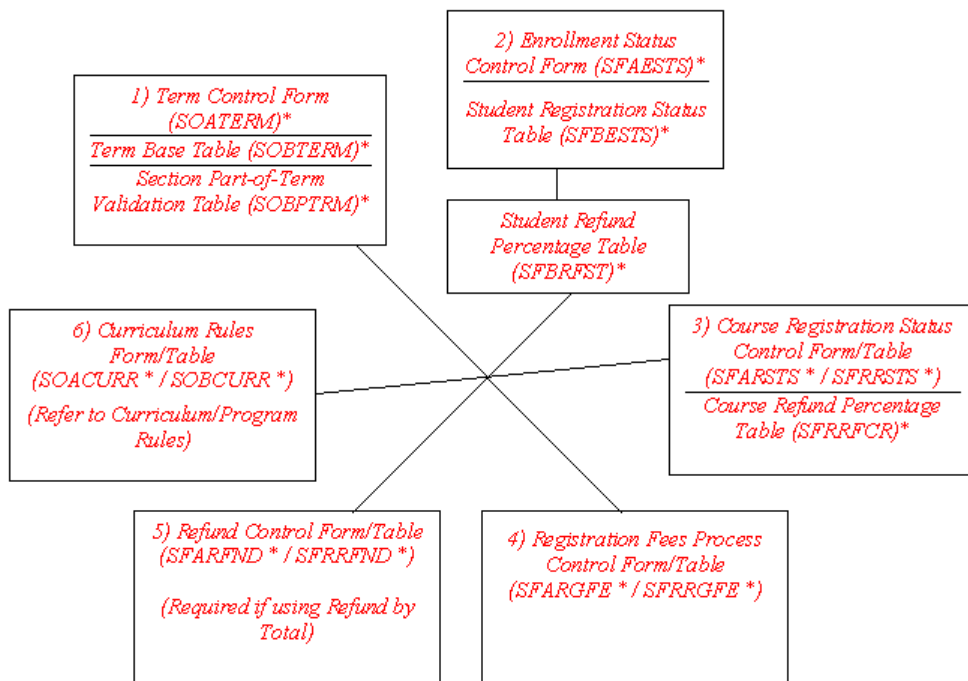 1) Term Control Form
(SOATERM)*
Term Base Table (SOBTERM)*
Section Part-of-Term
Validation Table (SOBPTRM)*
2) Enrollment Status
Control Form (SFAESTS)*
Student Registration Status
Table (SFBESTS)*
Student Refund
Percentage Table
(SFBRFST)*
3) Course Registration Status
Control Form/Table
(SFARSTS * / SFRRSTS *)
Course Refund Percentage
Table (SFRRFCR)*
4) Registration Fees Process
Control Form/Table
(SFARGFE * / SFRRGFE *)
5) Refund Control Form/Table
(SFARFND * / SFRRFND *)
(Required if using Refund by
Total)
6) Curriculum Rules
Form/Table
(SOACURR * / SOBCURR *)
(Refer to Curriculum/Program
Rules)